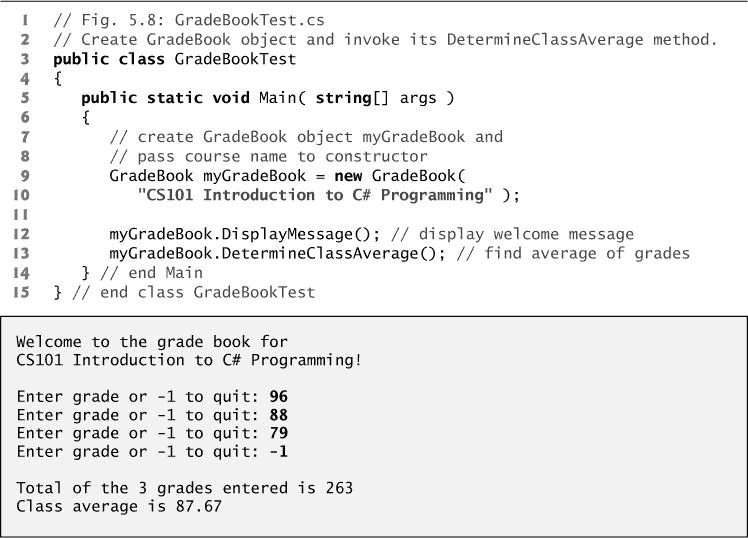 1 // Fig. 5.8: GradeBookTest.cs
2 // Create GradeBook object and invoke its DetermineClassAverage method.
3 public class GradeBookTest
4 {
5 public static void Main( string[] args )
6 {
7 // create GradeBook object myGradeBook and
8 // pass course name to constructor
9 GradeBook myGradeBook = new GradeBook(
10 "CS101 Introduction to C# Programming" );
11
12 myGradeBook.DisplayMessage(); // display welcome message
13 myGradeBook.DetermineClassAverage(); // find average of grades
14 } // end Main
15 } // end class GradeBookTest
Welcome to the grade book for
CS101 Introduction to C# Programming!
Enter grade or -1 to quit: 96
Enter grade or -1 to quit: 88
Enter grade or -1 to quit: 79
Enter grade or -1 to quit: -1
Total of the 3 grades entered is 263
Class average is 87.67